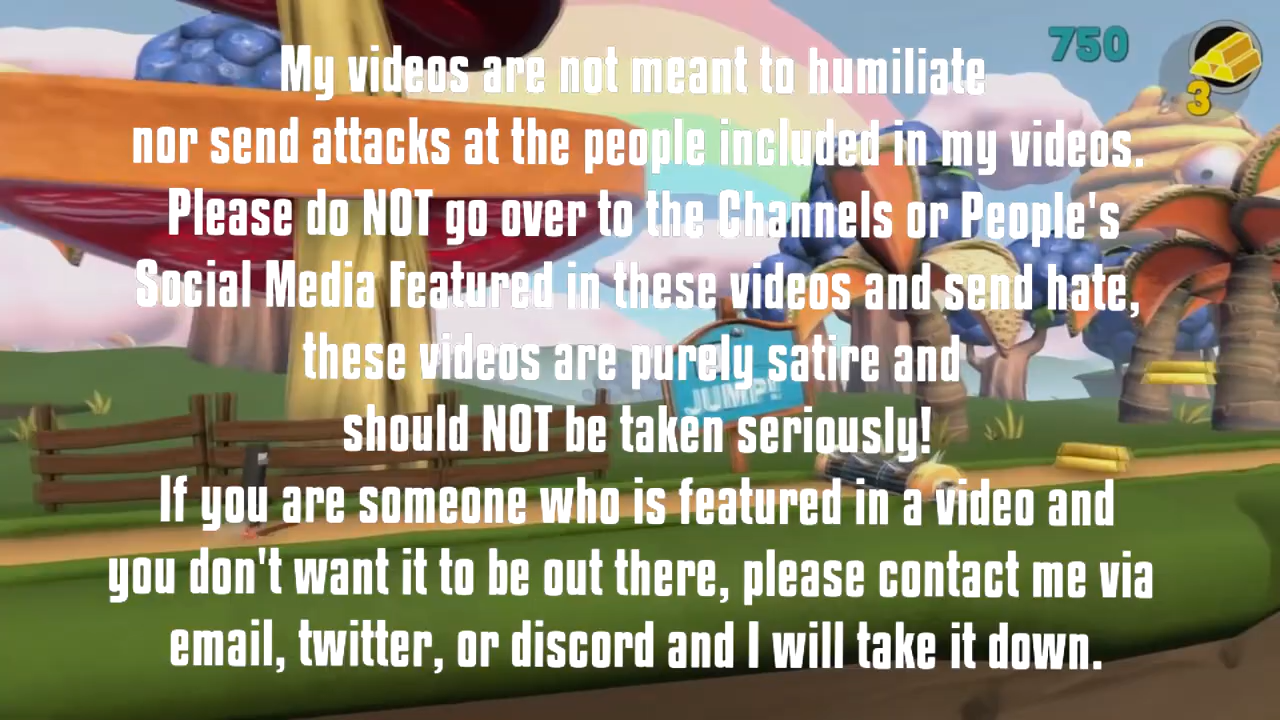 750
3
My videos are not meant to humiliate
nor send attacks at the people included in my videos.
Please do NOT go over to the Channels or People's
Social Media Featured in these videos and send hate,
these videos are purely satire and
JUMP!
should NOT be taken seriously!
If you are someone who is featured in a video and
you don't want it to be out there, please contact me via
email, twitter, or discord and I will take it down.